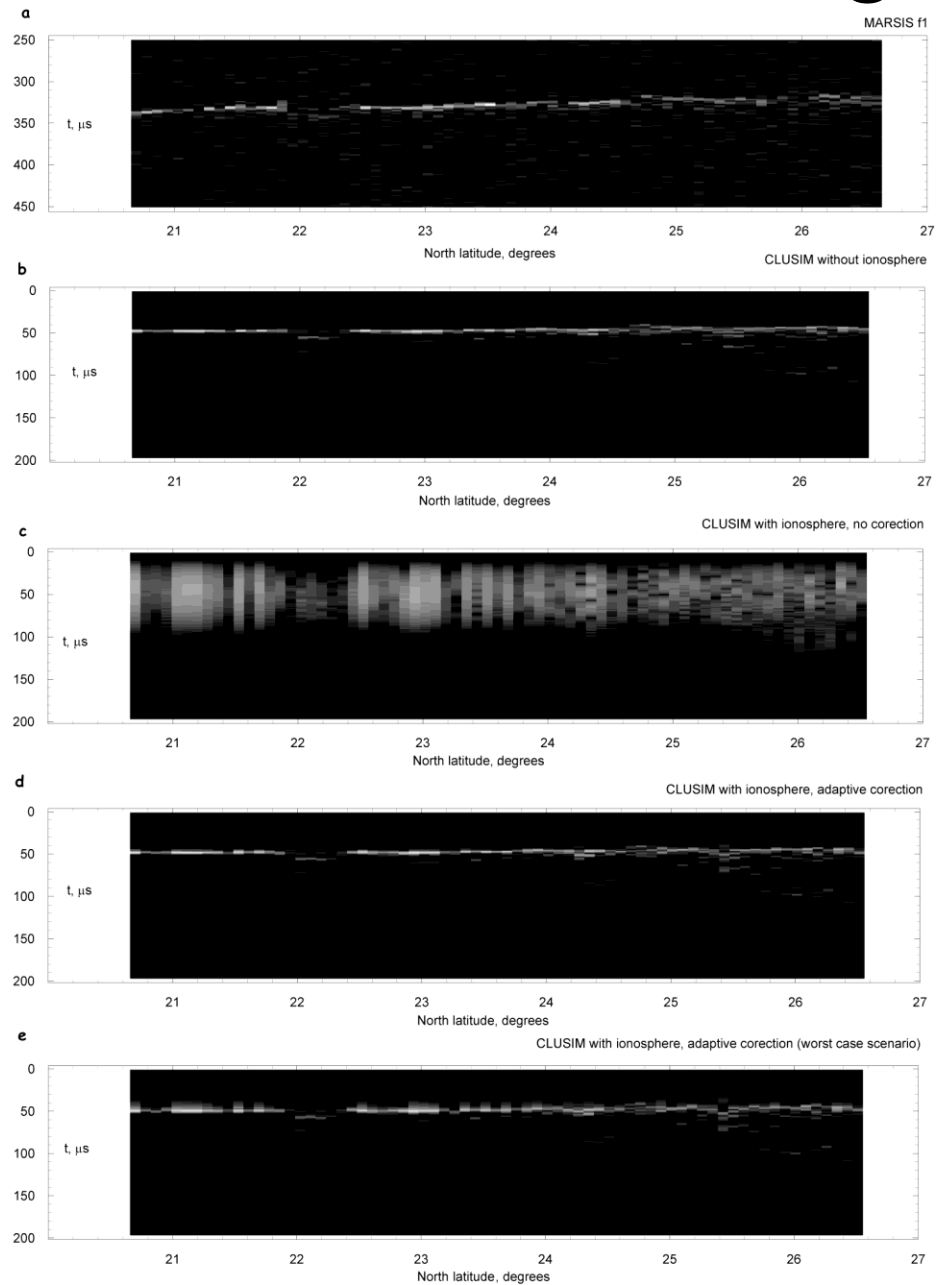 a
MARSIS f1
250
300
t, μs
350
400
450
21 22 23 24 25 26 27
North latitude, degrees
b
CLUSIM without ionosphere
0
50
t, μs
100
150
200
21 22 23 24 25 26 27
North latitude, degrees
c
CLUSIM with ionosphere, no corection
0
50
t, μs
100
150
200
21 22 23 24 25 26 27
North latitude, degrees
d
CLUSIM with ionosphere, adaptive corection
0
50
t, μs
100
150
200
21 22 23 24 25 26 27
North latitude, degrees
e
CLUSIM with ionosphere, adaptive corection (worst case scenario)
0
50
t, μs
100
150
200
21 22 23 24 25 26 27
North latitude, degrees